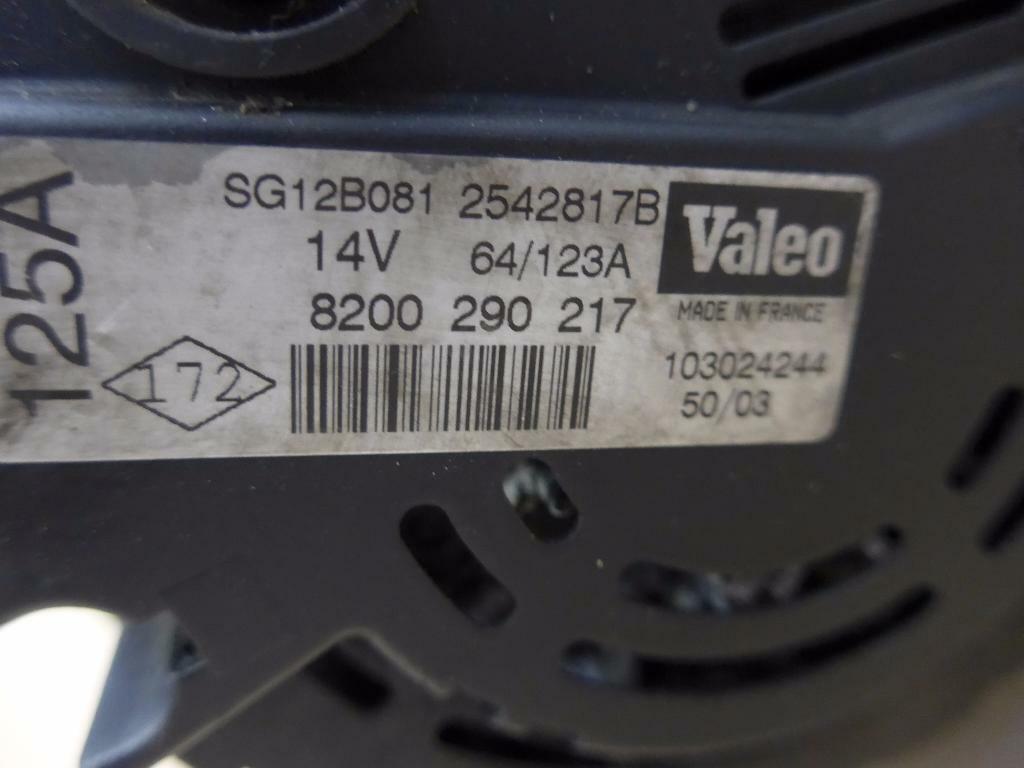 125A
SG12B081 2542817B
14V 64/123A
8200 290 217
172
Valeo
MADE IN FRANCE
103024244
50/03